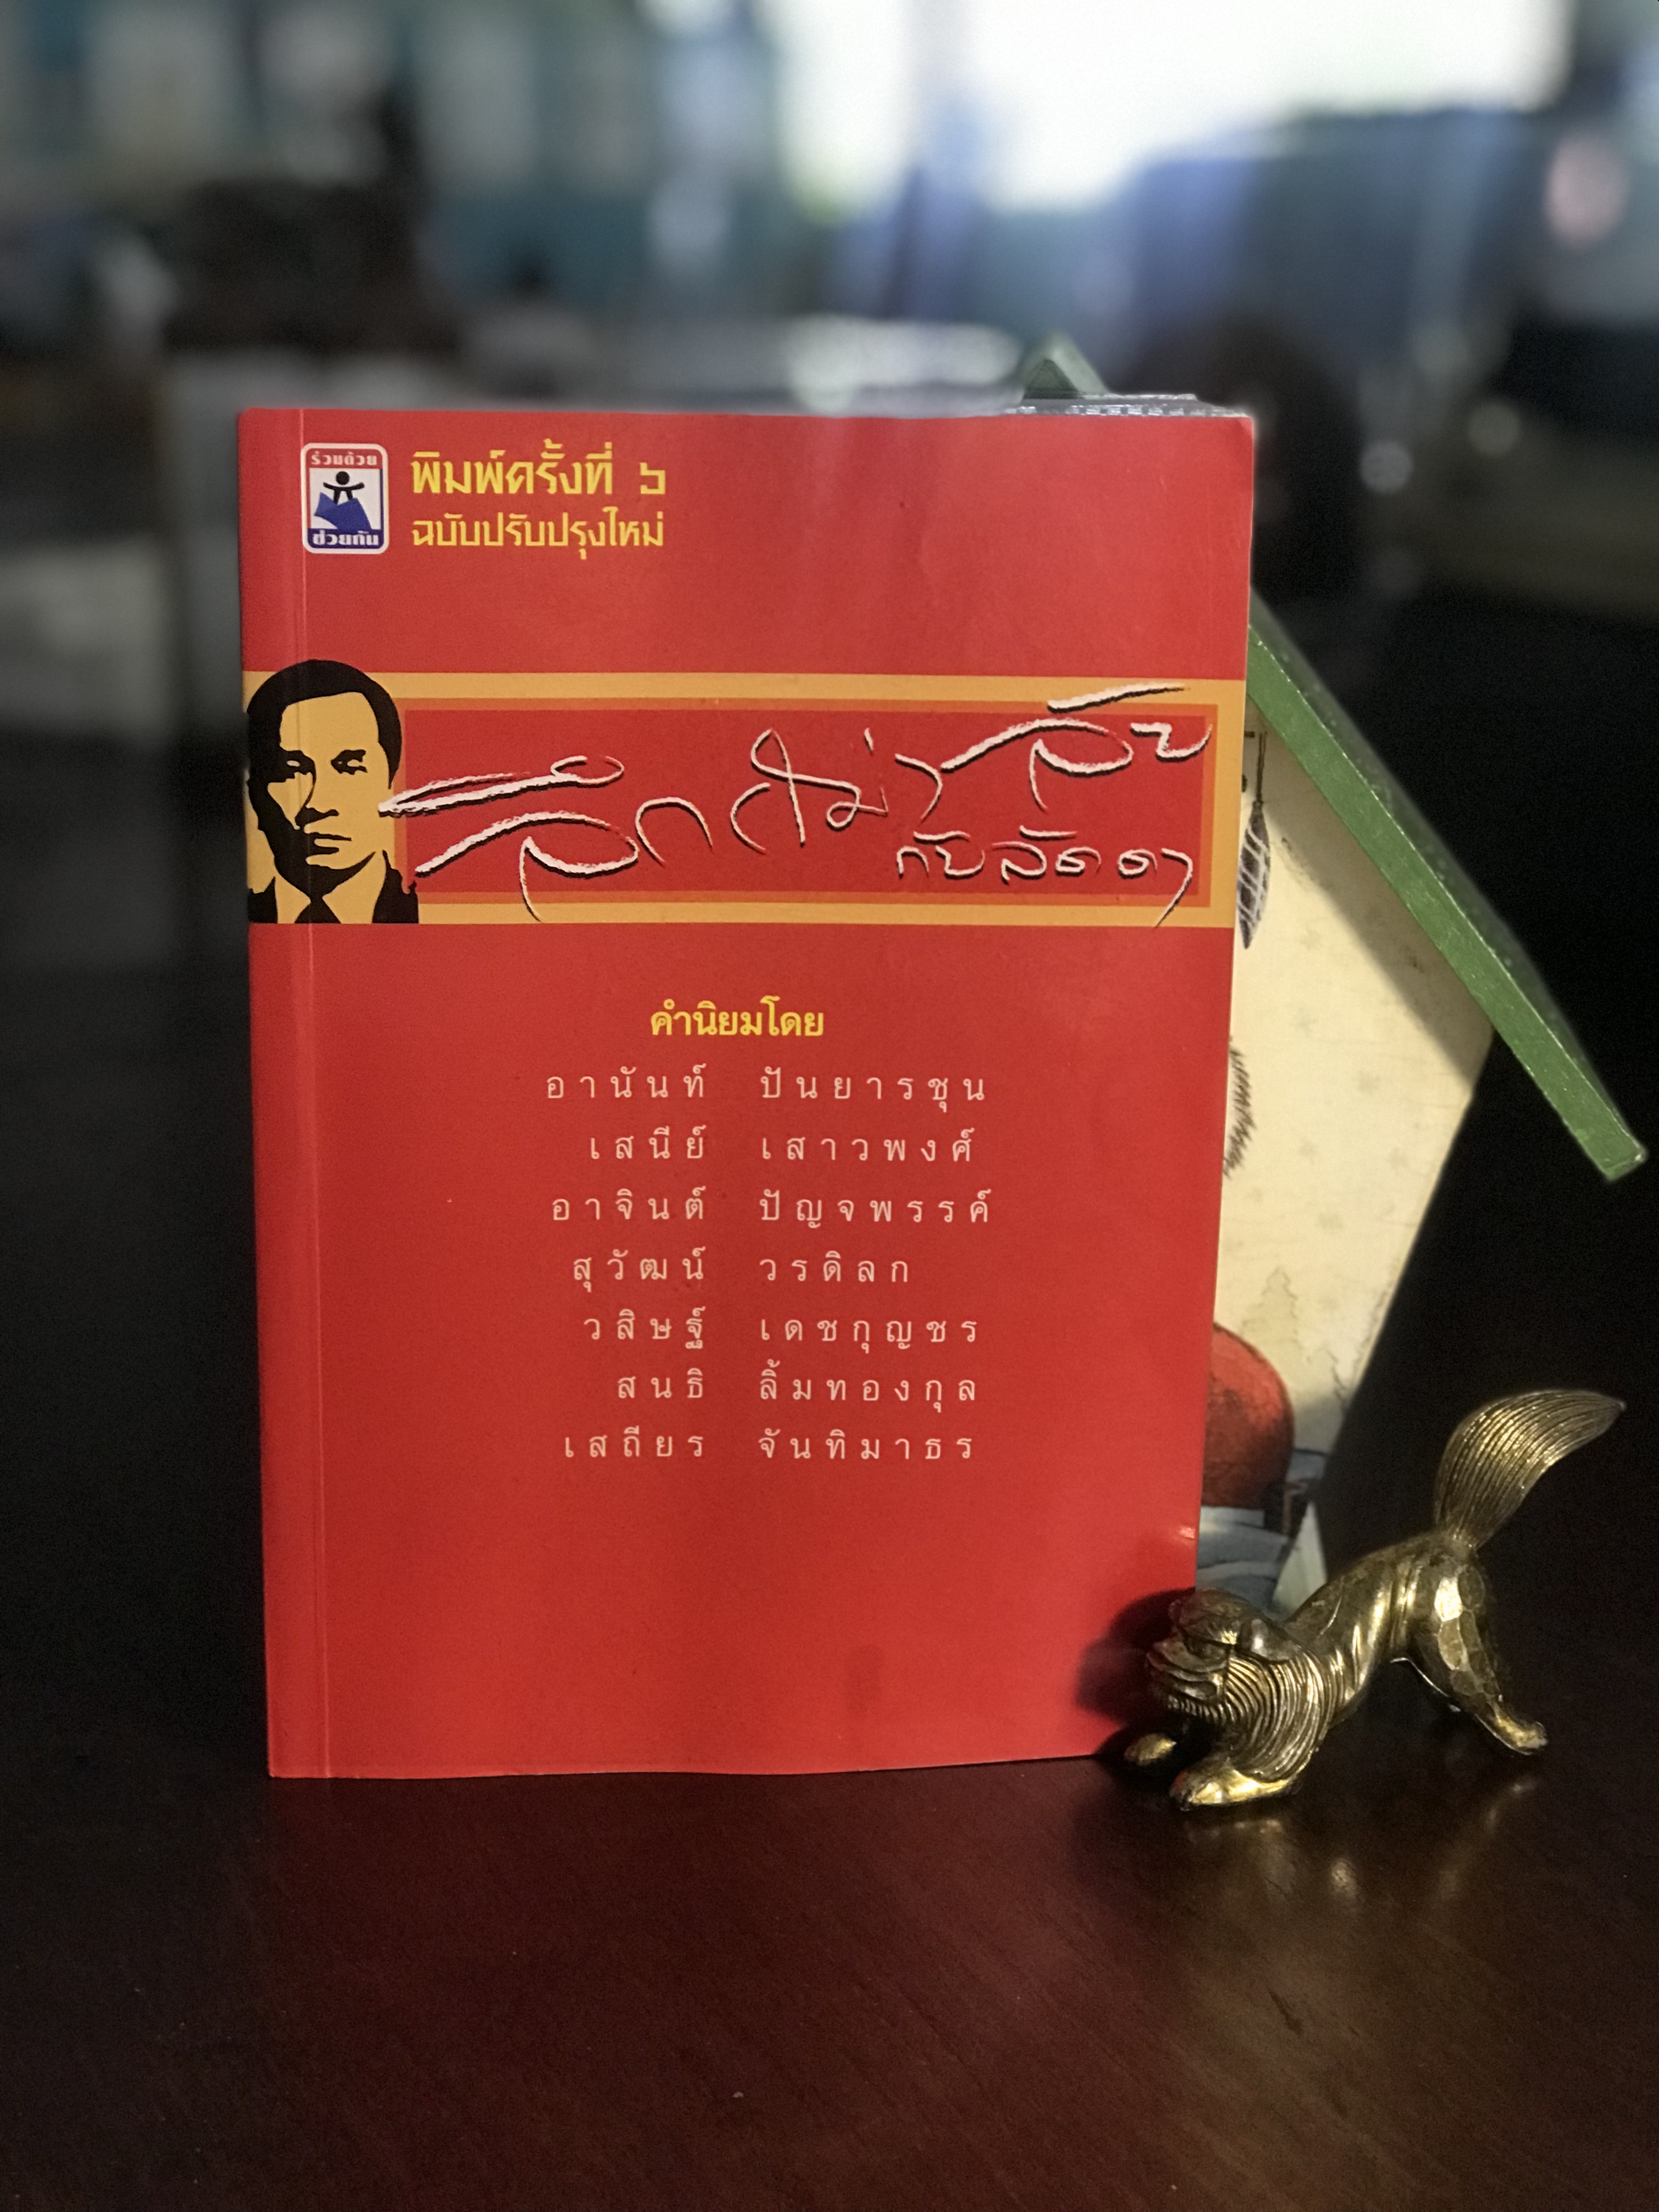 ร่วมด้วย
ช่วยกัน
พิมพ์ครั้งที่ ๖
ฉบับปรับปรุงใหม่
ลึกไม่ลับ
กับลัดดา
คำนิยมโดย
อานันท์ ปันยารชุน
เสนีย์ เสาวพงศ์
อาจินต์ ปัญจพรรค์
สุวัฒน์ วรดิลก
วสิษฐ์ เดชกุญชร
สนธิ ลิ้มทองกุล
เสถียร จันทิมาธร